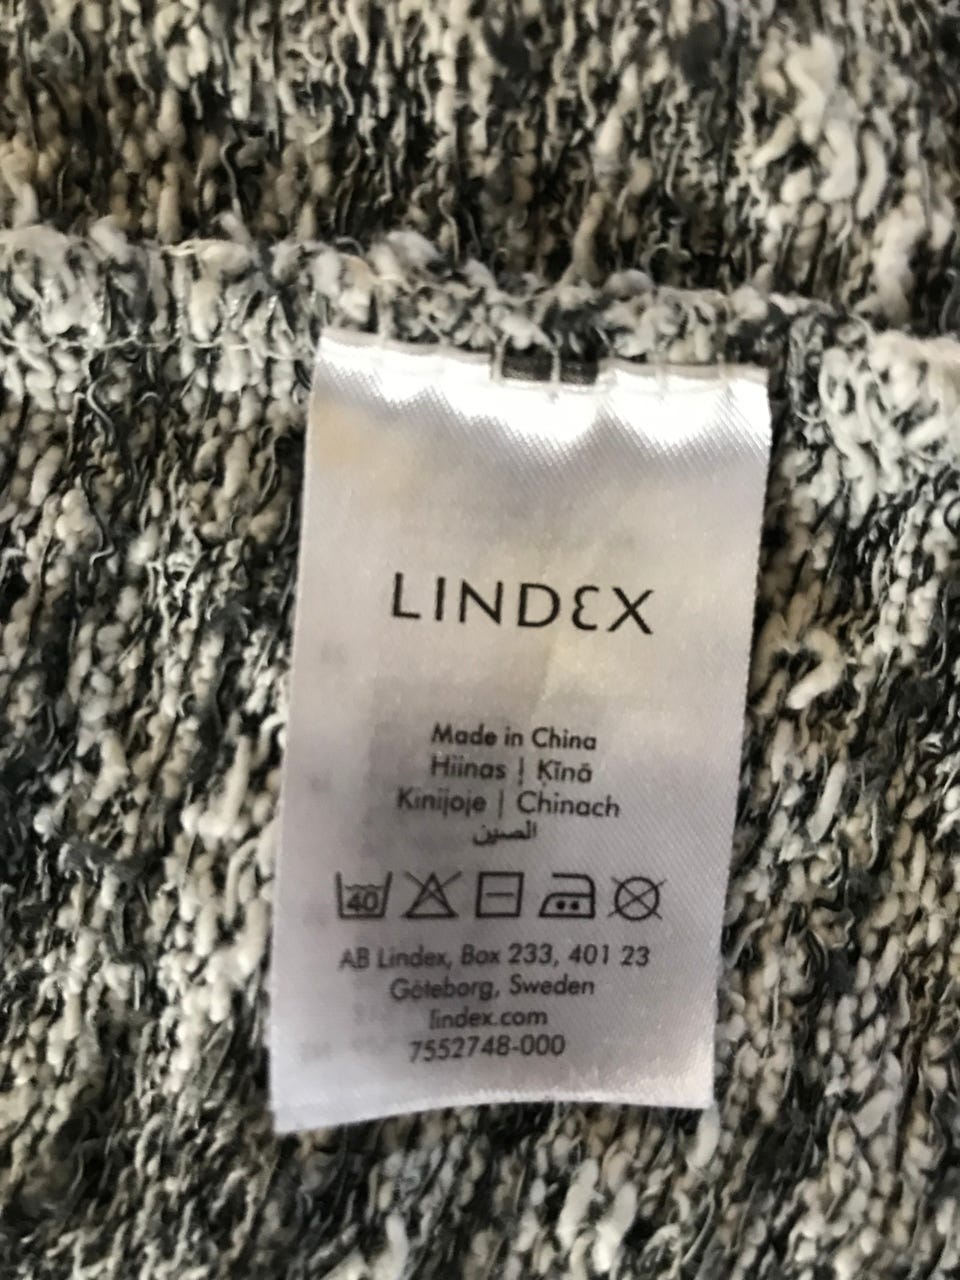 LINDEX
Made in China
Hiinas | Kīnā
Kinijoje | Chinach
الصين
40
AB Lindex, Box 233, 401 23
Göteborg, Sweden
lindex.com
7552748-000